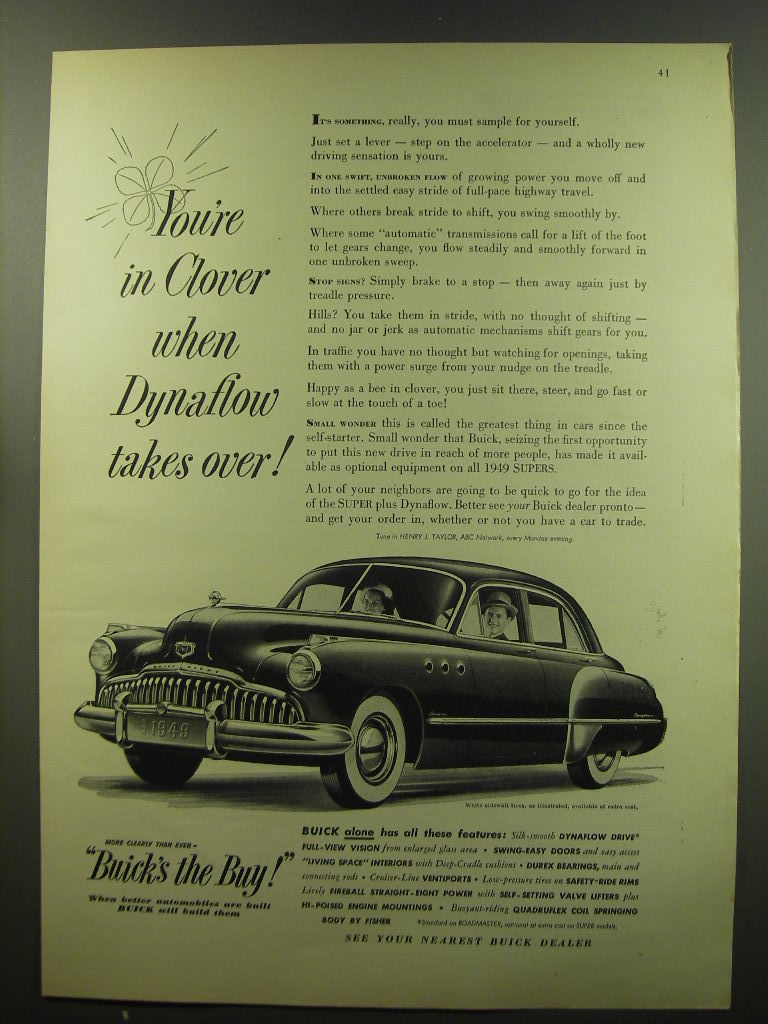 41
You're
in Clover
when
Dynaflow
takes over!
IT'S SOMETHING, really, you must sample for yourself.
Just set a lever — step on the accelerator — and a wholly new
driving sensation is yours.
IN ONE SWIFT, UNBROKEN FLOW of growing power you move off and
into the settled easy stride of full-pace highway travel.
Where others break stride to shift, you swing smoothly by.
Where some "automatic" transmissions call for a lift of the foot
to let gears change, you flow steadily and smoothly forward in
one unbroken sweep.
STOP SIGNS? Simply brake to a stop — then away again just by
treadle pressure.
Hills? You take them in stride, with no thought of shifting —
and no jar or jerk as automatic mechanisms shift gears for you.
In traffic you have no thought but watching for openings, taking
them with a power surge from your nudge on the treadle.
Happy as a bee in clover, you just sit there, steer, and go fast or
slow at the touch of a toe!
SMALL WONDER this is called the greatest thing in cars since the
self-starter. Small wonder that Buick, seizing the first opportunity
to put this new drive in reach of more people, has made it avail-
able as optional equipment on all 1949 SUPERS.
A lot of your neighbors are going to be quick to go for the idea
of the SUPER plus Dynaflow. Better see your Buick dealer pronto—
and get your order in, whether or not you have a car to trade.
Tune in HENRY J. TAYLOR, ABC Network, every Monday evening.
BUICK EIGHT
1949
White sidewall tires, as illustrated, available at extra cost.
MORE CLEARLY THAN EVER—
"Buick's the Buy!"
When better automobiles are built
BUICK will build them
BUICK alone has all these features: Silk-smooth DYNAFLOW DRIVE*
FULL-VIEW VISION from enlarged glass area • SWING-EASY DOORS and easy access
"LIVING SPACE" INTERIORS with Deep-Cradle cushions • DUREX BEARINGS, main and
connecting rods • Cruiser-Line VENTIPORTS • Low-pressure tires on SAFETY-RIDE RIMS
Lively FIREBALL STRAIGHT-EIGHT POWER with SELF-SETTING VALVE LIFTERS plus
HI-POISED ENGINE MOUNTINGS • Buoyant-riding QUADRUFLEX COIL SPRINGING
BODY BY FISHER *Standard on ROADMASTER, optional at extra cost on SUPER models.
SEE YOUR NEAREST BUICK DEALER